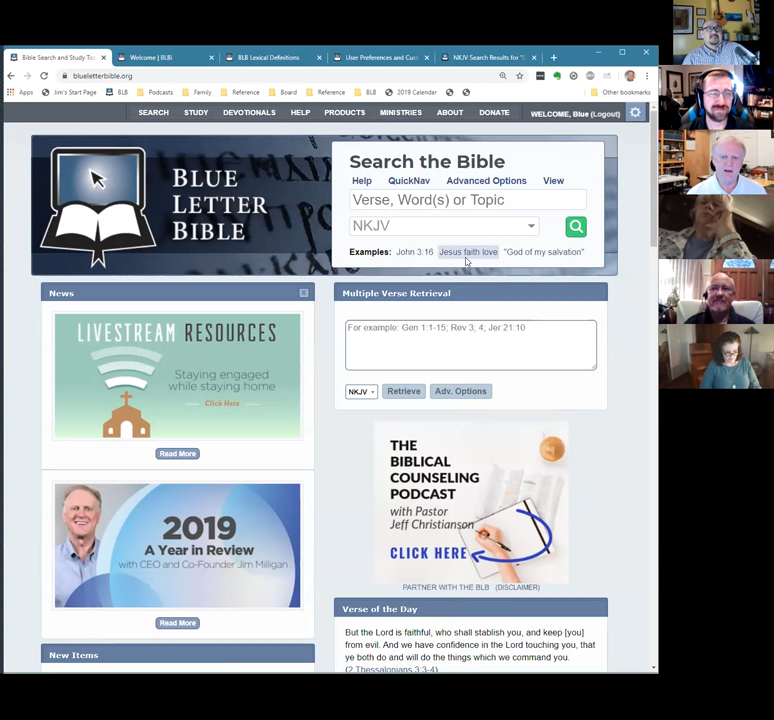 Bible Search and Study Too
Welcome | BLBi
BLB Lexical Definitions
User Preferences and Cus
NKJV Search Results for "G
blueletterbible.org
Apps
Jim's Start Page
BLB
Podcasts
Family
Reference
Board
Reference
BLB
2019 Calendar
Other bookmarks
SEARCH STUDY DEVOTIONALS HELP PRODUCTS MINISTRIES ABOUT DONATE WELCOME, Blue (Logout)
BLUE
LETTER
BIBLE
Search the Bible
Help QuickNav Advanced Options View
Verse, Word(s) or Topic
NKJV
Examples: John 3:16 Jesus faith love "God of my salvation"
News
LIVESTREAM RESOURCES
Staying engaged
while staying home
Click Here
Read More
2019
A Year in Review
with CEO and Co-Founder Jim Milligan
Read More
New Items
Multiple Verse Retrieval
For example: Gen 1:1-15; Rev 3, 4; Jer 21:10
NKJV Retrieve Adv. Options
THE
BIBLICAL
COUNSELING
PODCAST
with Pastor
Jeff Christianson
CLICK HERE
PARTNER WITH THE BLB (DISCLAIMER)
Verse of the Day
But the Lord is faithful, who shall stablish you, and keep [you]
from evil. And we have confidence in the Lord touching you, that
ye both do and will do the things which we command you.
(2 Thessalonians 3:3-4)